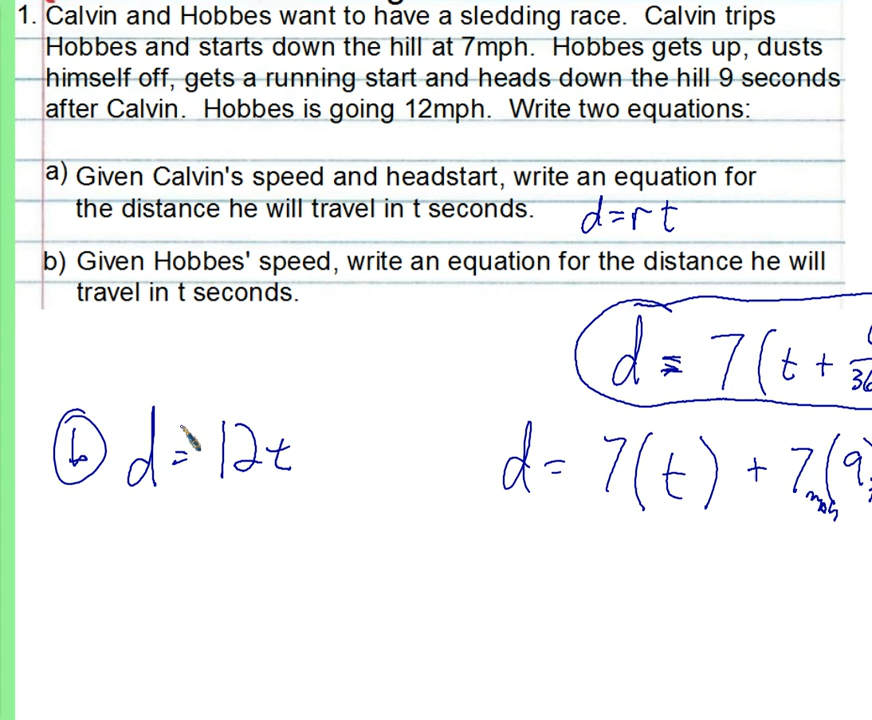 1. Calvin and Hobbes want to have a sledding race. Calvin trips
Hobbes and starts down the hill at 7mph. Hobbes gets up, dusts
himself off, gets a running start and heads down the hill 9 seconds
after Calvin. Hobbes is going 12mph. Write two equations:
a) Given Calvin's speed and headstart, write an equation for
the distance he will travel in t seconds. d=rt
b) Given Hobbes' speed, write an equation for the distance he will
travel in t seconds.
d = 7(t +
b d = 12t d = 7(t) + 7(9
mph